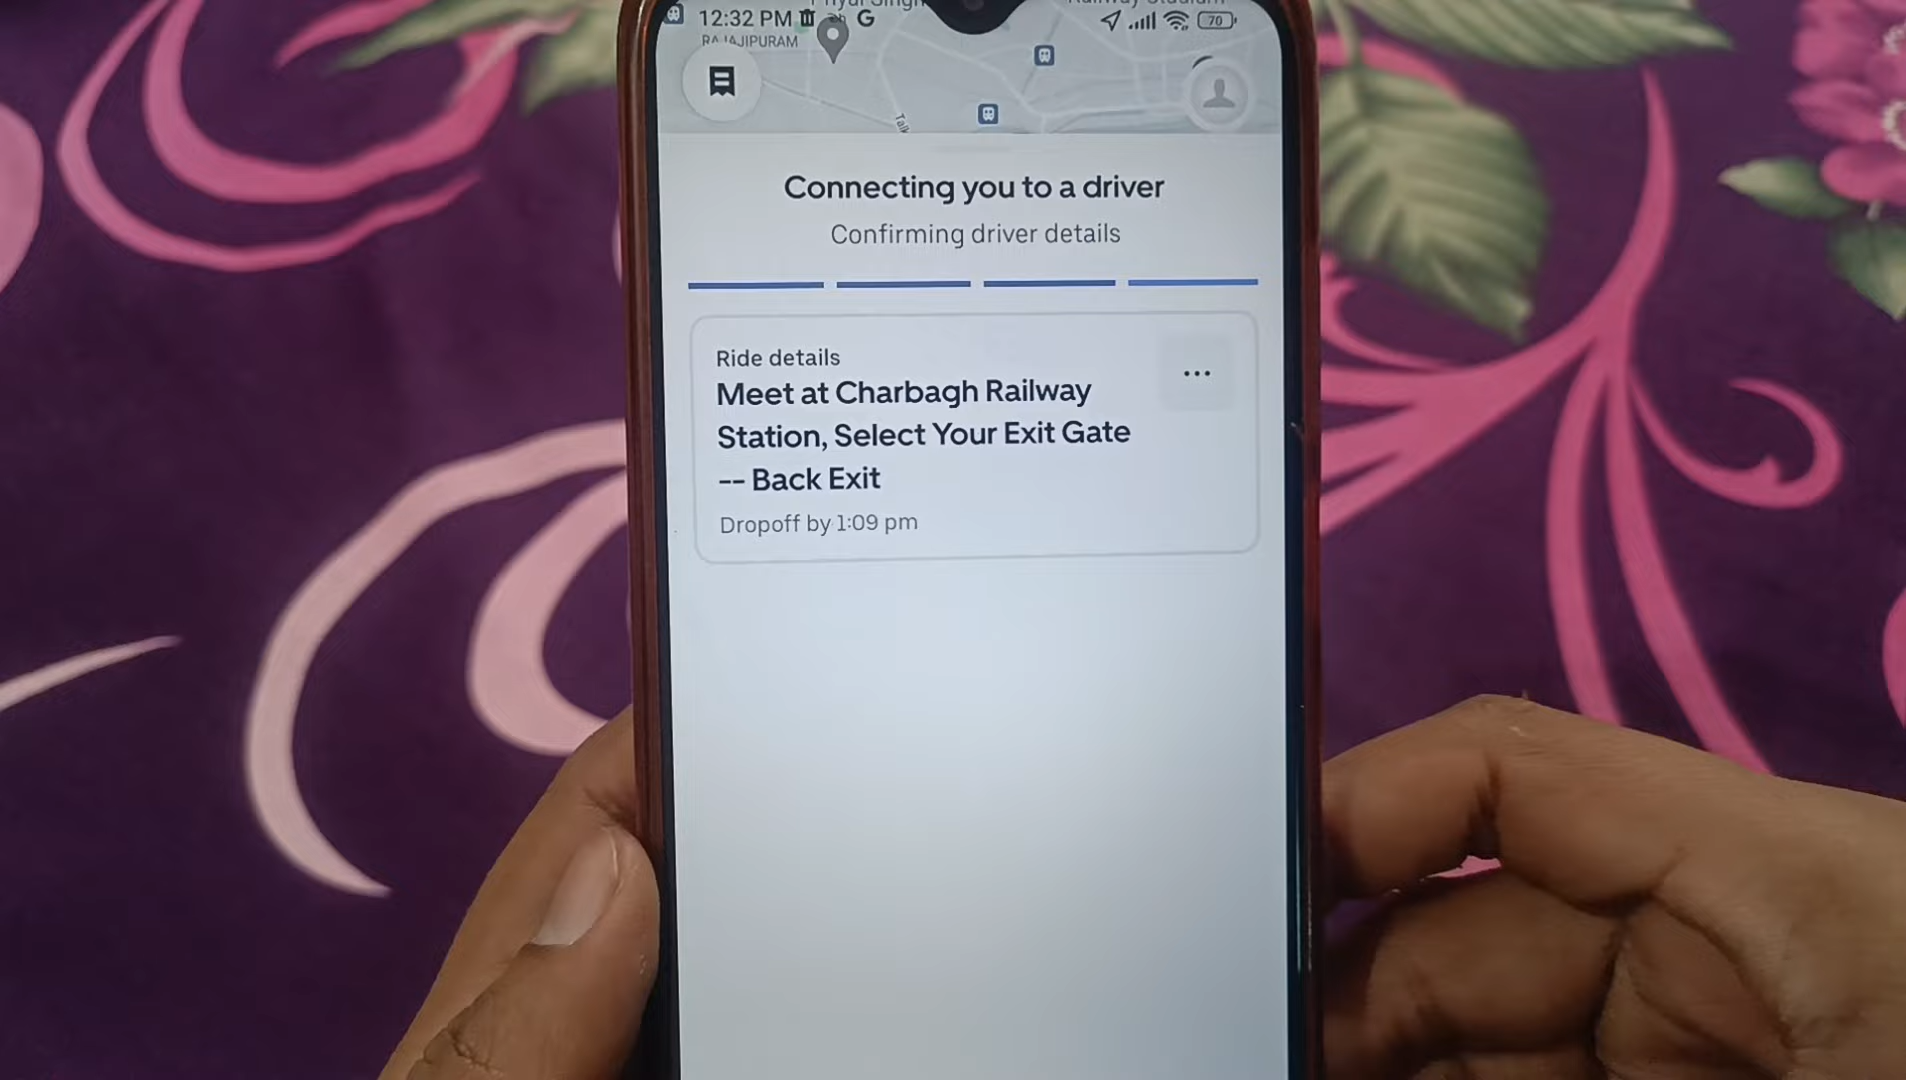 12:32 PM
G
70
RAJAJIPURAM
Connecting you to a driver
Confirming driver details
Ride details
Meet at Charbagh Railway
Station, Select Your Exit Gate
-- Back Exit
Dropoff by 1:09 pm